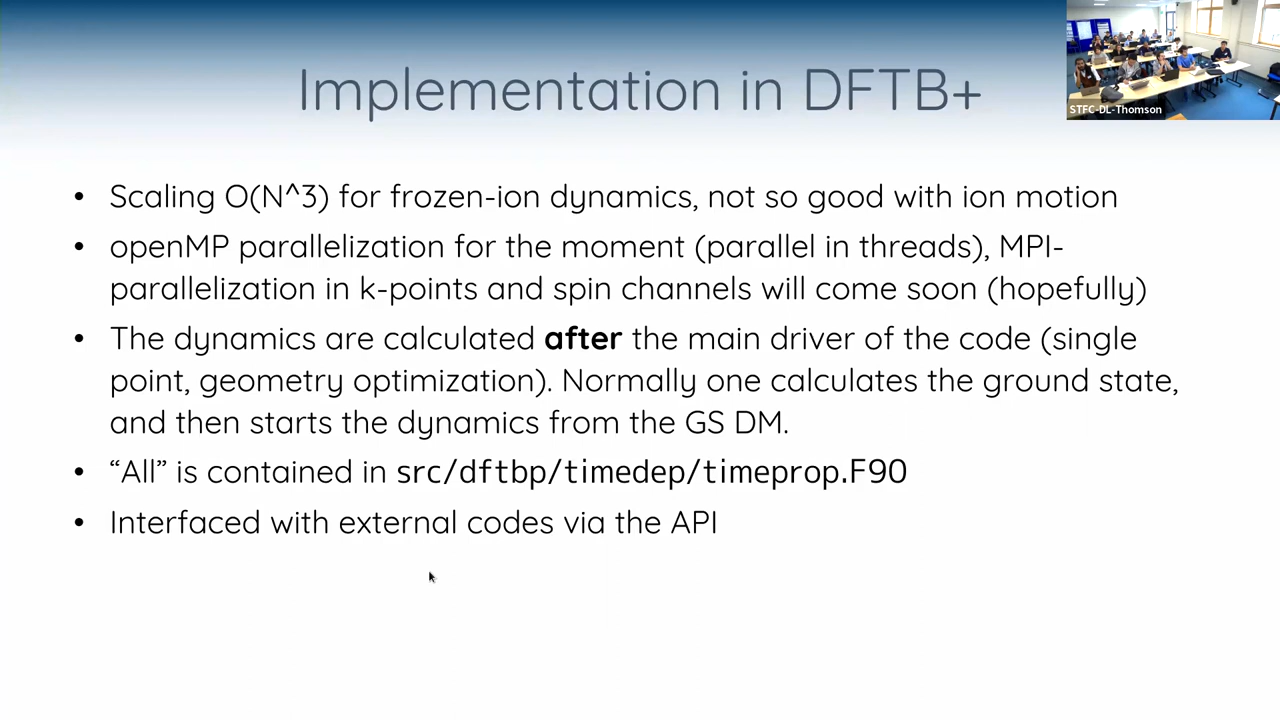 Implementation in DFTB+
STFC-DL-Thomson
• Scaling O(N^3) for frozen-ion dynamics, not so good with ion motion
• openMP parallelization for the moment (parallel in threads), MPI-
parallelization in k-points and spin channels will come soon (hopefully)
• The dynamics are calculated after the main driver of the code (single
point, geometry optimization). Normally one calculates the ground state,
and then starts the dynamics from the GS DM.
• “All” is contained in src/dftbp/timedep/timeprop.F90
• Interfaced with external codes via the API